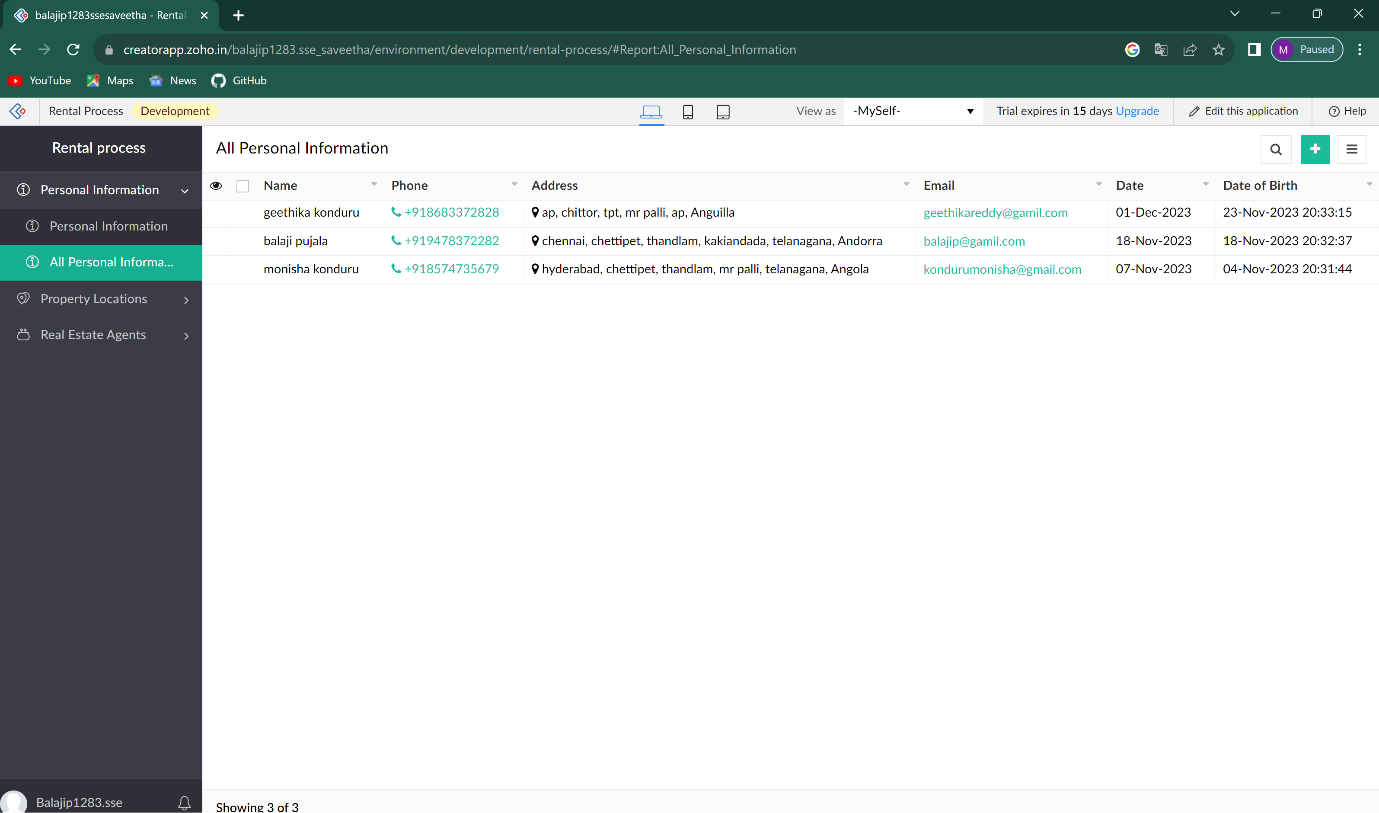 balajip1283ssesaveetha - Rental
creatorapp.zoho.in/balajip1283.sse_saveetha/environment/development/rental-process/#Report:All_Personal_Information
M Paused
YouTube Maps News GitHub
Rental Process Development View as -MySelf- Trial expires in 15 days Upgrade Edit this application Help
Rental process
All Personal Information
Personal Information
Personal Information
All Personal Informa...
Property Locations
Real Estate Agents
Name Phone Address Email Date Date of Birth
geethika konduru +918683372828 ap, chittor, tpt, mr palli, ap, Anguilla geethikareddy@gamil.com 01-Dec-2023 23-Nov-2023 20:33:15
balaji pujala +919478372282 chennai, chettipet, thandlam, kakiandada, telanagana, Andorra balajip@gamil.com 18-Nov-2023 18-Nov-2023 20:32:37
monisha konduru +918574735679 hyderabad, chettipet, thandlam, mr palli, telanagana, Angola kondurumonisha@gmail.com 07-Nov-2023 04-Nov-2023 20:31:44
Balajip1283.sse
Showing 3 of 3